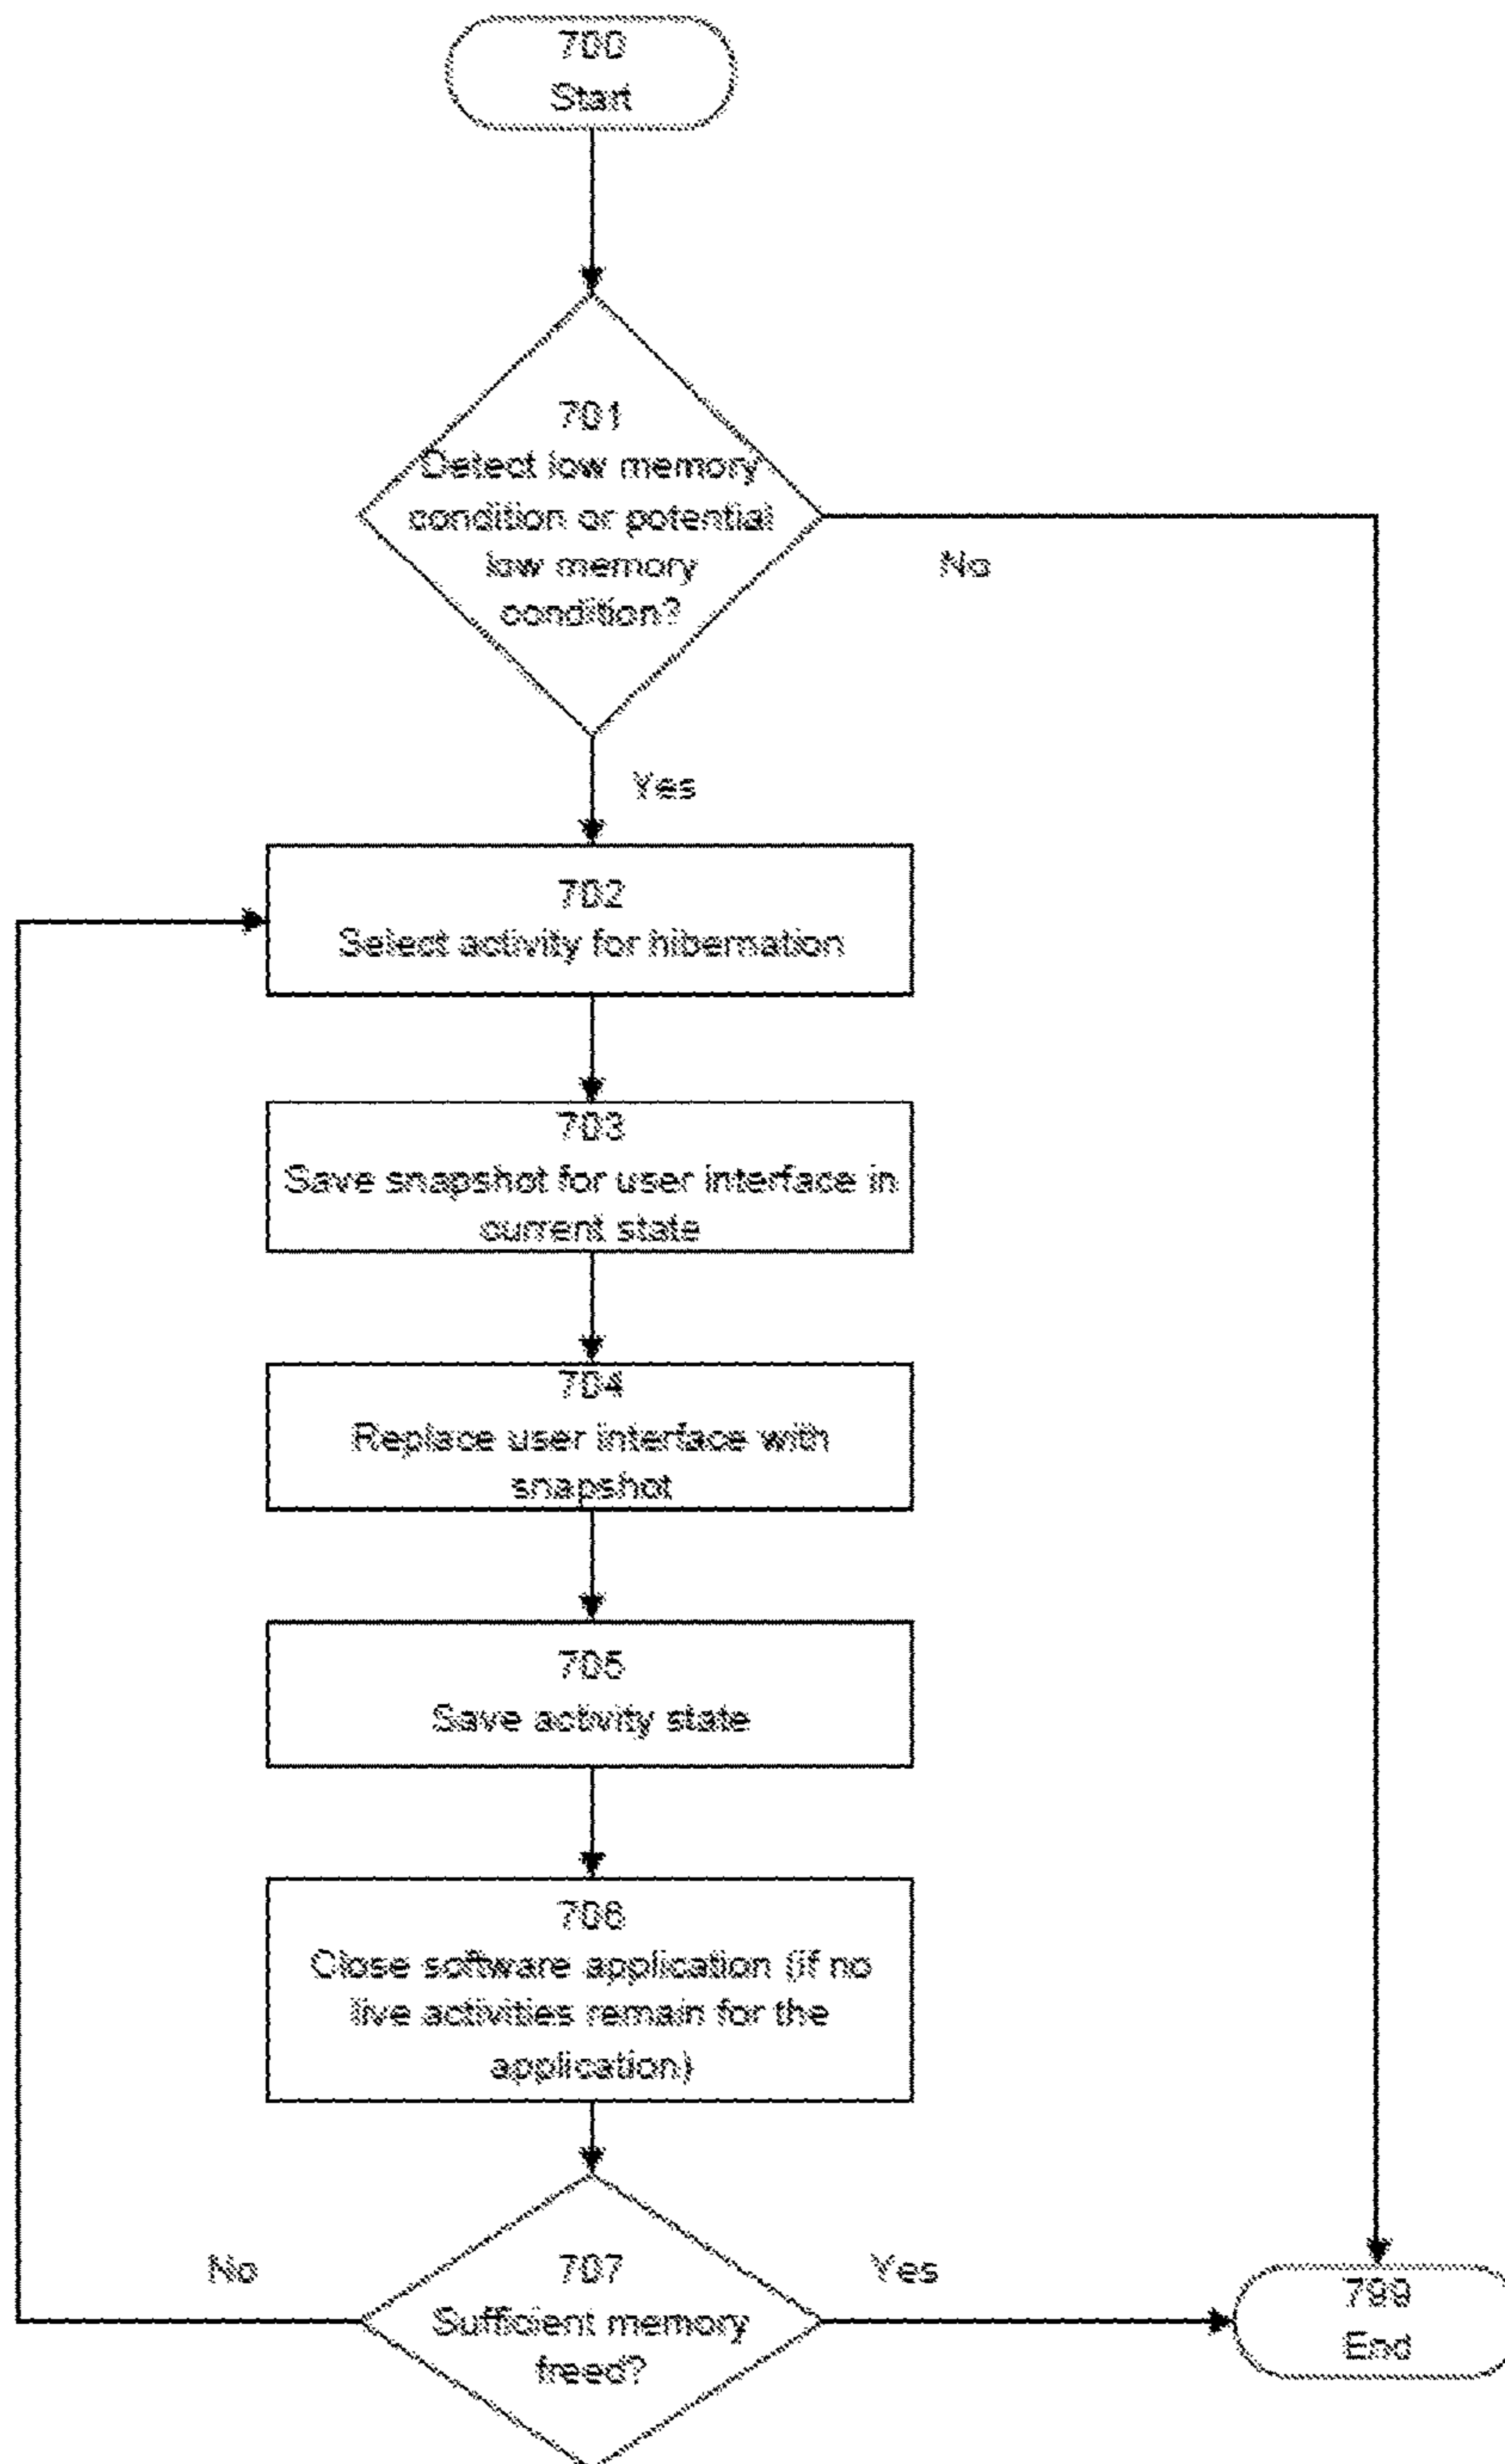 700
Start
701
Detect low memory
condition or potential
low memory
condition?
No
Yes
702
Select activity for hibernation
703
Save snapshot for user interface in
current state
704
Replace user interface with
snapshot
705
Save activity state
706
Close software application (if no
live activities remain for the
application)
No
707
Sufficient memory
freed?
Yes
799
End